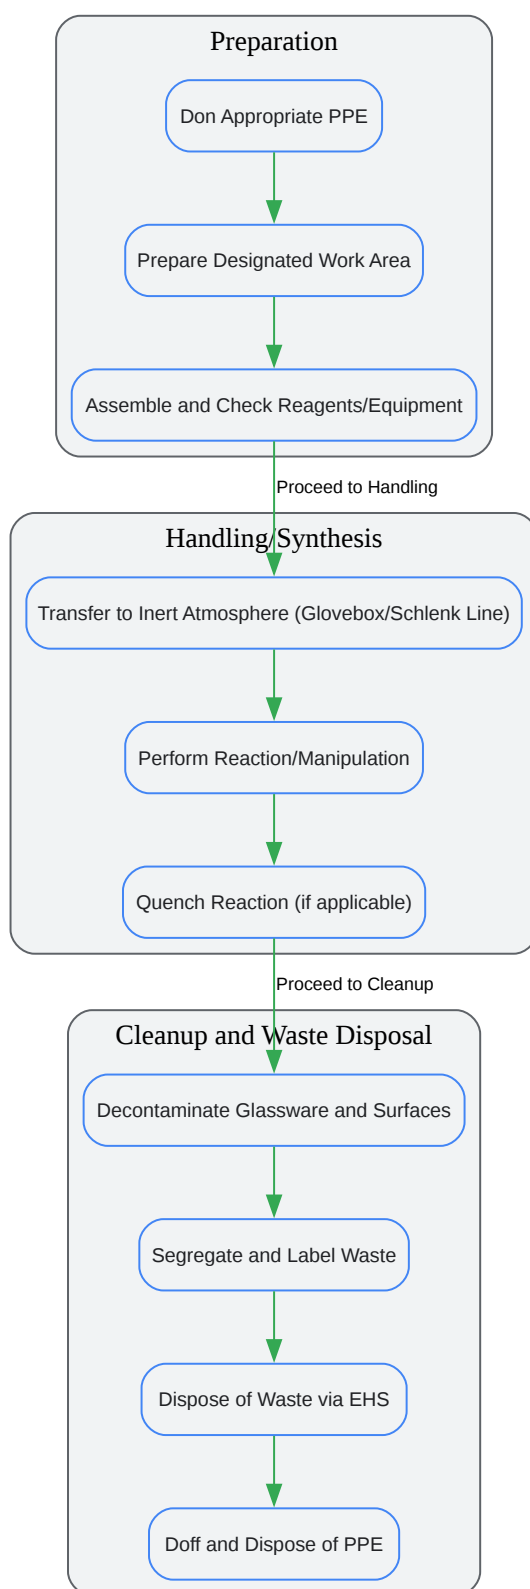 Preparation
Don Appropriate PPE
Prepare Designated Work Area
Assemble and Check Reagents/Equipment
Proceed to Handling
Handling/Synthesis
Transfer to Inert Atmosphere (Glovebox/Schlenk Line)
Perform Reaction/Manipulation
Quench Reaction (if applicable)
Proceed to Cleanup
Cleanup and Waste Disposal
Decontaminate Glassware and Surfaces
Segregate and Label Waste
Dispose of Waste via EHS
Doff and Dispose of PPE